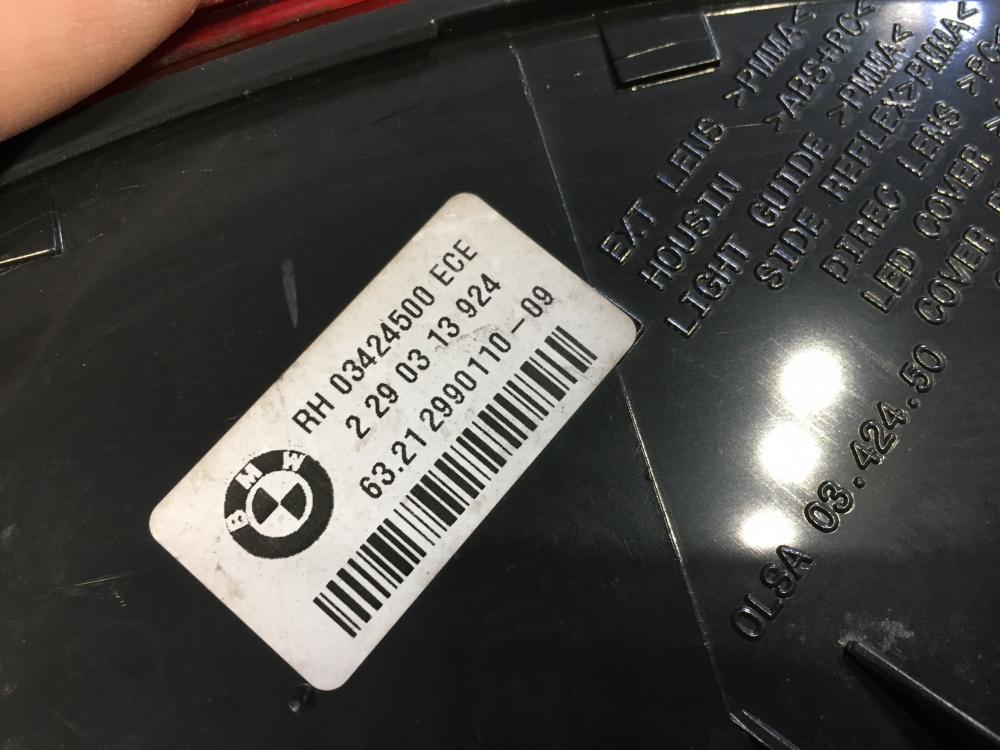 RH 03424500 ECE
2 29 03 13 924
63.21 2990110-09
BMW
EXT LENS >PMMA<
HOUSIN >ABS+PC<
LIGHT GUIDE >PMMA<
SIDE REFLEX>PMMA<
DIREC LENS >PMMA<
LED COVER >PC
COVER
OLSA 03.424.50